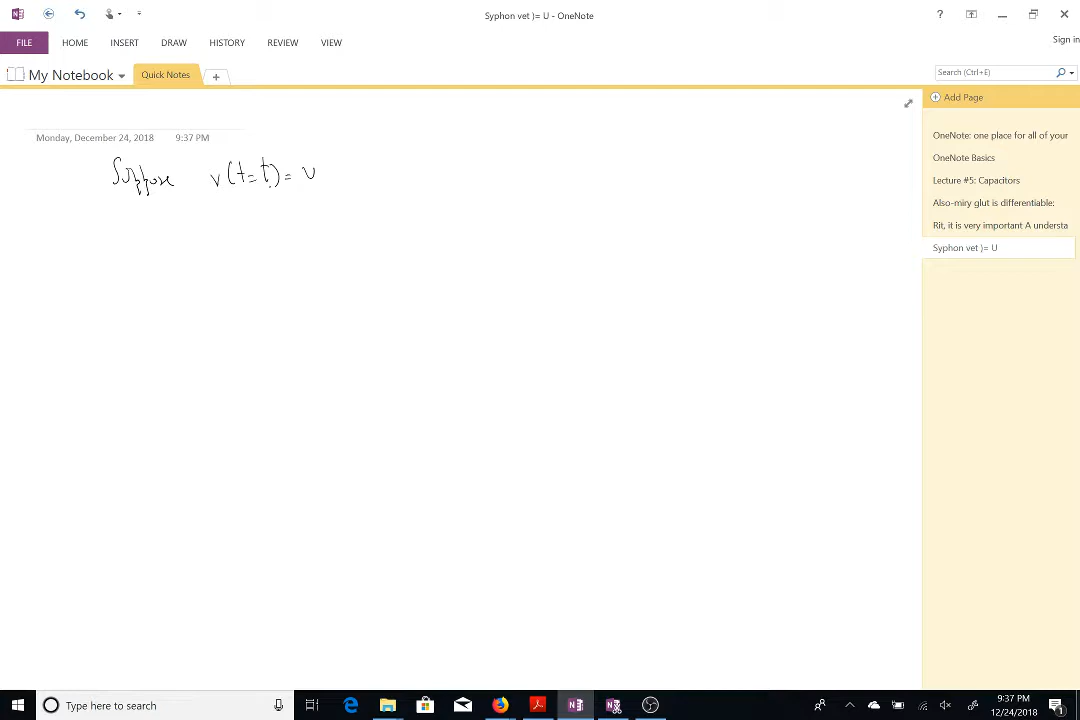 Syphon vet )= U - OneNote
?
Sign in
FILE HOME INSERT DRAW HISTORY REVIEW VIEW
My Notebook Quick Notes +
Search (Ctrl+E)
Add Page
Monday, December 24, 2018 9:37 PM
Suppose v(t=t₁)= v
OneNote: one place for all of your
OneNote Basics
Lecture #5: Capacitors
Also-miry glut is differentiable:
Rit, it is very important A understa
Syphon vet )= U
Type here to search
9:37 PM
12/24/2018
1